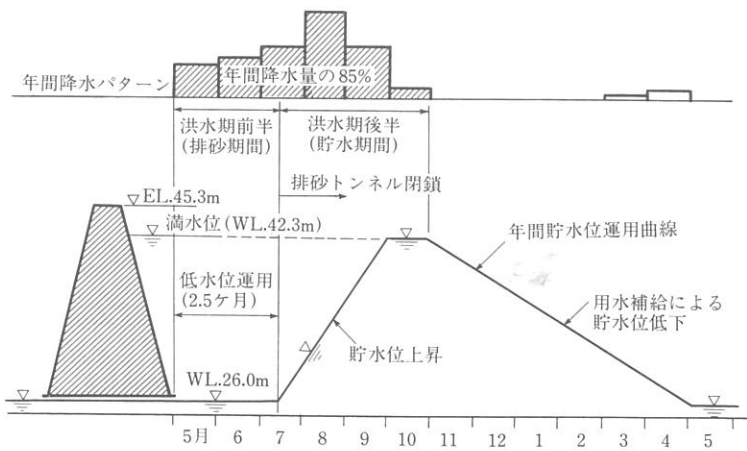 年間降水パターン
年間降水量の85%
洪水期前半
(排砂期間)
洪水期後半
(貯水期間)
EL.45.3m
排砂トンネル閉鎖
満水位(WL.42.3m)
年間貯水位運用曲線
低水位運用
(2.5ケ月)
用水補給による
貯水位低下
貯水位上昇
WL.26.0m
5月 6 7 8 9 10 11 12 1 2 3 4 5